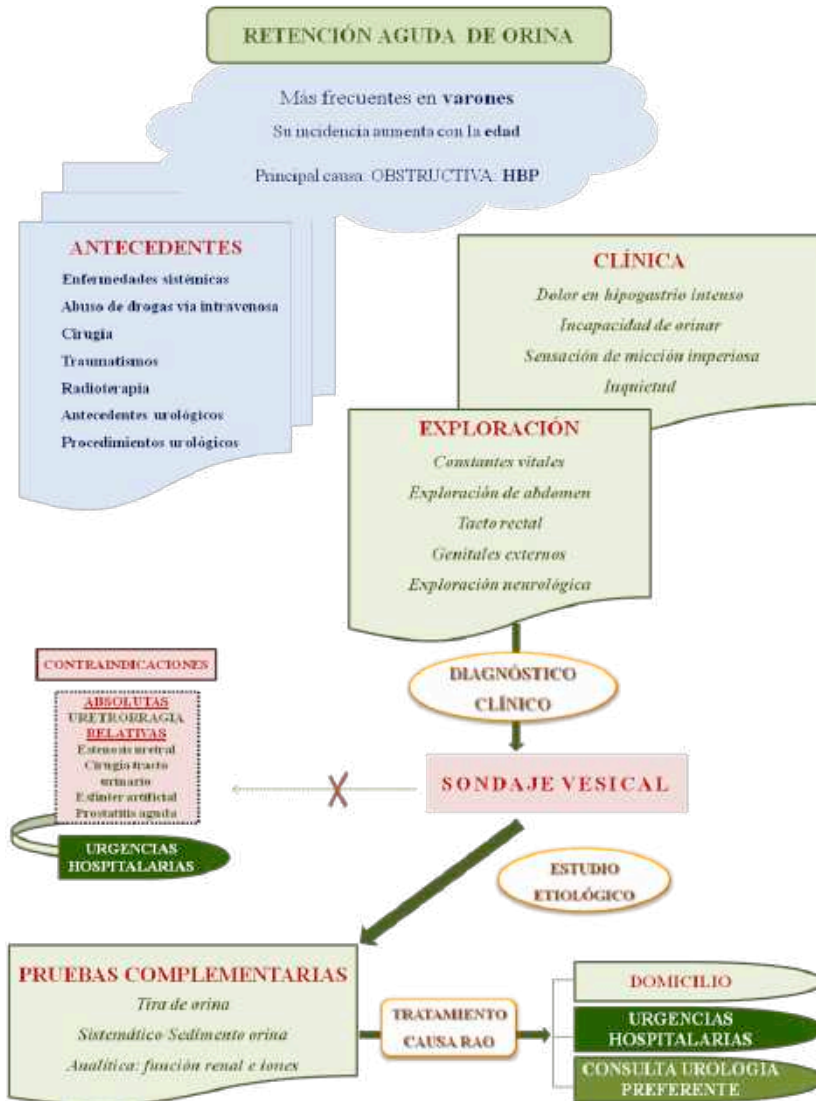 RETENCIÓN AGUDA DE ORINA
Más frecuentes en varones
Su incidencia aumenta con la edad
Principal causa: OBSTRUCTIVA: HBP
ANTECEDENTES
Enfermedades sistémicas
Abuso de drogas vía intravenosa
Cirugía
Traumatismos
Radioterapia
Antecedentes urológicos
Procedimientos urológicos
CLÍNICA
Dolor en hipogastrio intenso
Incapacidad de orinar
Sensación de micción imperiosa
Inquietud
EXPLORACIÓN
Constantes vitales
Exploración de abdomen
Tacto rectal
Genitales externos
Exploración neurológica
DIAGNÓSTICO
CLÍNICO
CONTRAINDICACIONES
ABSOLUTAS
URETRORRAGIA
RELATIVAS
Estenosis uretral
Cirugía tracto
urinario
Esfínter artificial
Prostatitis aguda
URGENCIAS
HOSPITALARIAS
SONDAJE VESICAL
ESTUDIO
ETIOLÓGICO
PRUEBAS COMPLEMENTARIAS
Tira de orina
Sistemático-Sedimento orina
Analítica: función renal e iones
TRATAMIENTO
CAUSA RAO
DOMICILIO
URGENCIAS
HOSPITALARIAS
CONSULTA UROLOGIA
PREFERENTE